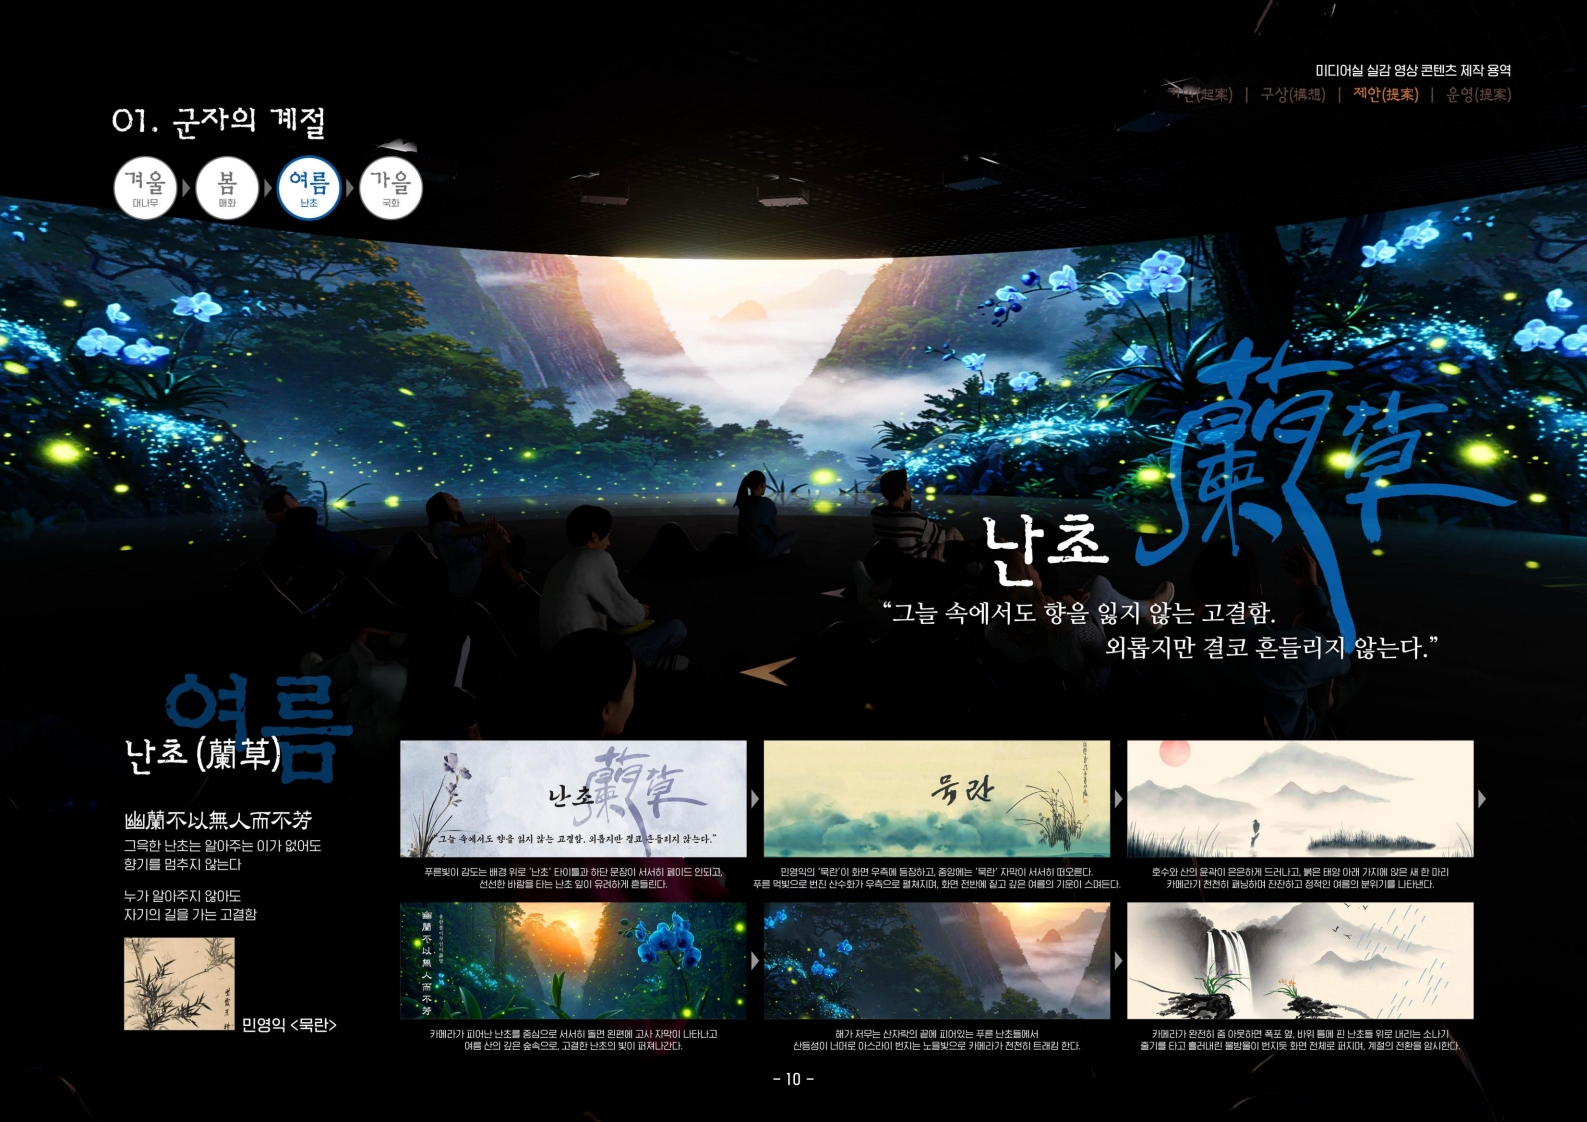 미디어실 실감 영상 콘텐츠 제작 용역
기안(起案) | 구상(構想) | 제안(提案) | 운영(提案)
01. 군자의 계절
겨울
대나무
봄
매화
여름
난초
가을
국화
蘭草
난초
“그늘 속에서도 향을 잃지 않는 고결함.
외롭지만 결코 흔들리지 않는다.”
여름
난초 (蘭草)
幽蘭不以無人而不芳
그윽한 난초는 알아주는 이가 없어도
향기를 멈추지 않는다
누가 알아주지 않아도
자기의 길을 가는 고결함
민영익 <묵란>
난초 蘭草
“그늘 속에서도 향을 잃지 않는 고결함. 외롭지만 결코 흔들리지 않는다.”
푸른빛이 감도는 배경 위로 ‘난초’ 타이틀과 하단 문장이 서서히 페이드 인되고,
선선한 바람을 타는 난초 잎이 유려하게 흔들린다.
묵란
민영익의 ‘묵란’이 화면 우측에 등장하고, 중앙에는 ‘묵란’ 자막이 서서히 떠오른다.
푸른 먹빛으로 번진 산수화가 우측으로 펼쳐지며, 화면 전반에 짙고 깊은 여름의 기운이 스며든다.
호수와 산의 윤곽이 은은하게 드러나고, 붉은 태양 아래 가지에 앉은 새 한 마리
카메라가 천천히 패닝하며 잔잔하고 정적인 여름의 분위기를 나타낸다.
幽蘭不以無人而不芳
카메라가 피어난 난초를 중심으로 서서히 돌면 왼편에 고사 자막이 나타나고
여름 산의 깊은 숲속으로, 고결한 난초의 빛이 퍼져나간다.
해가 저무는 산자락의 끝에 피어있는 푸른 난초들에서
산등성이 너머로 아스라이 번지는 노을빛으로 카메라가 천천히 트래킹 한다.
카메라가 완전히 줌 아웃하면 폭포 옆, 바위 틈에 핀 난초들 위로 내리는 소나기
줄기를 타고 흘러내린 물방울이 번지듯 화면 전체로 퍼지며, 계절의 전환을 암시한다.
- 10 -